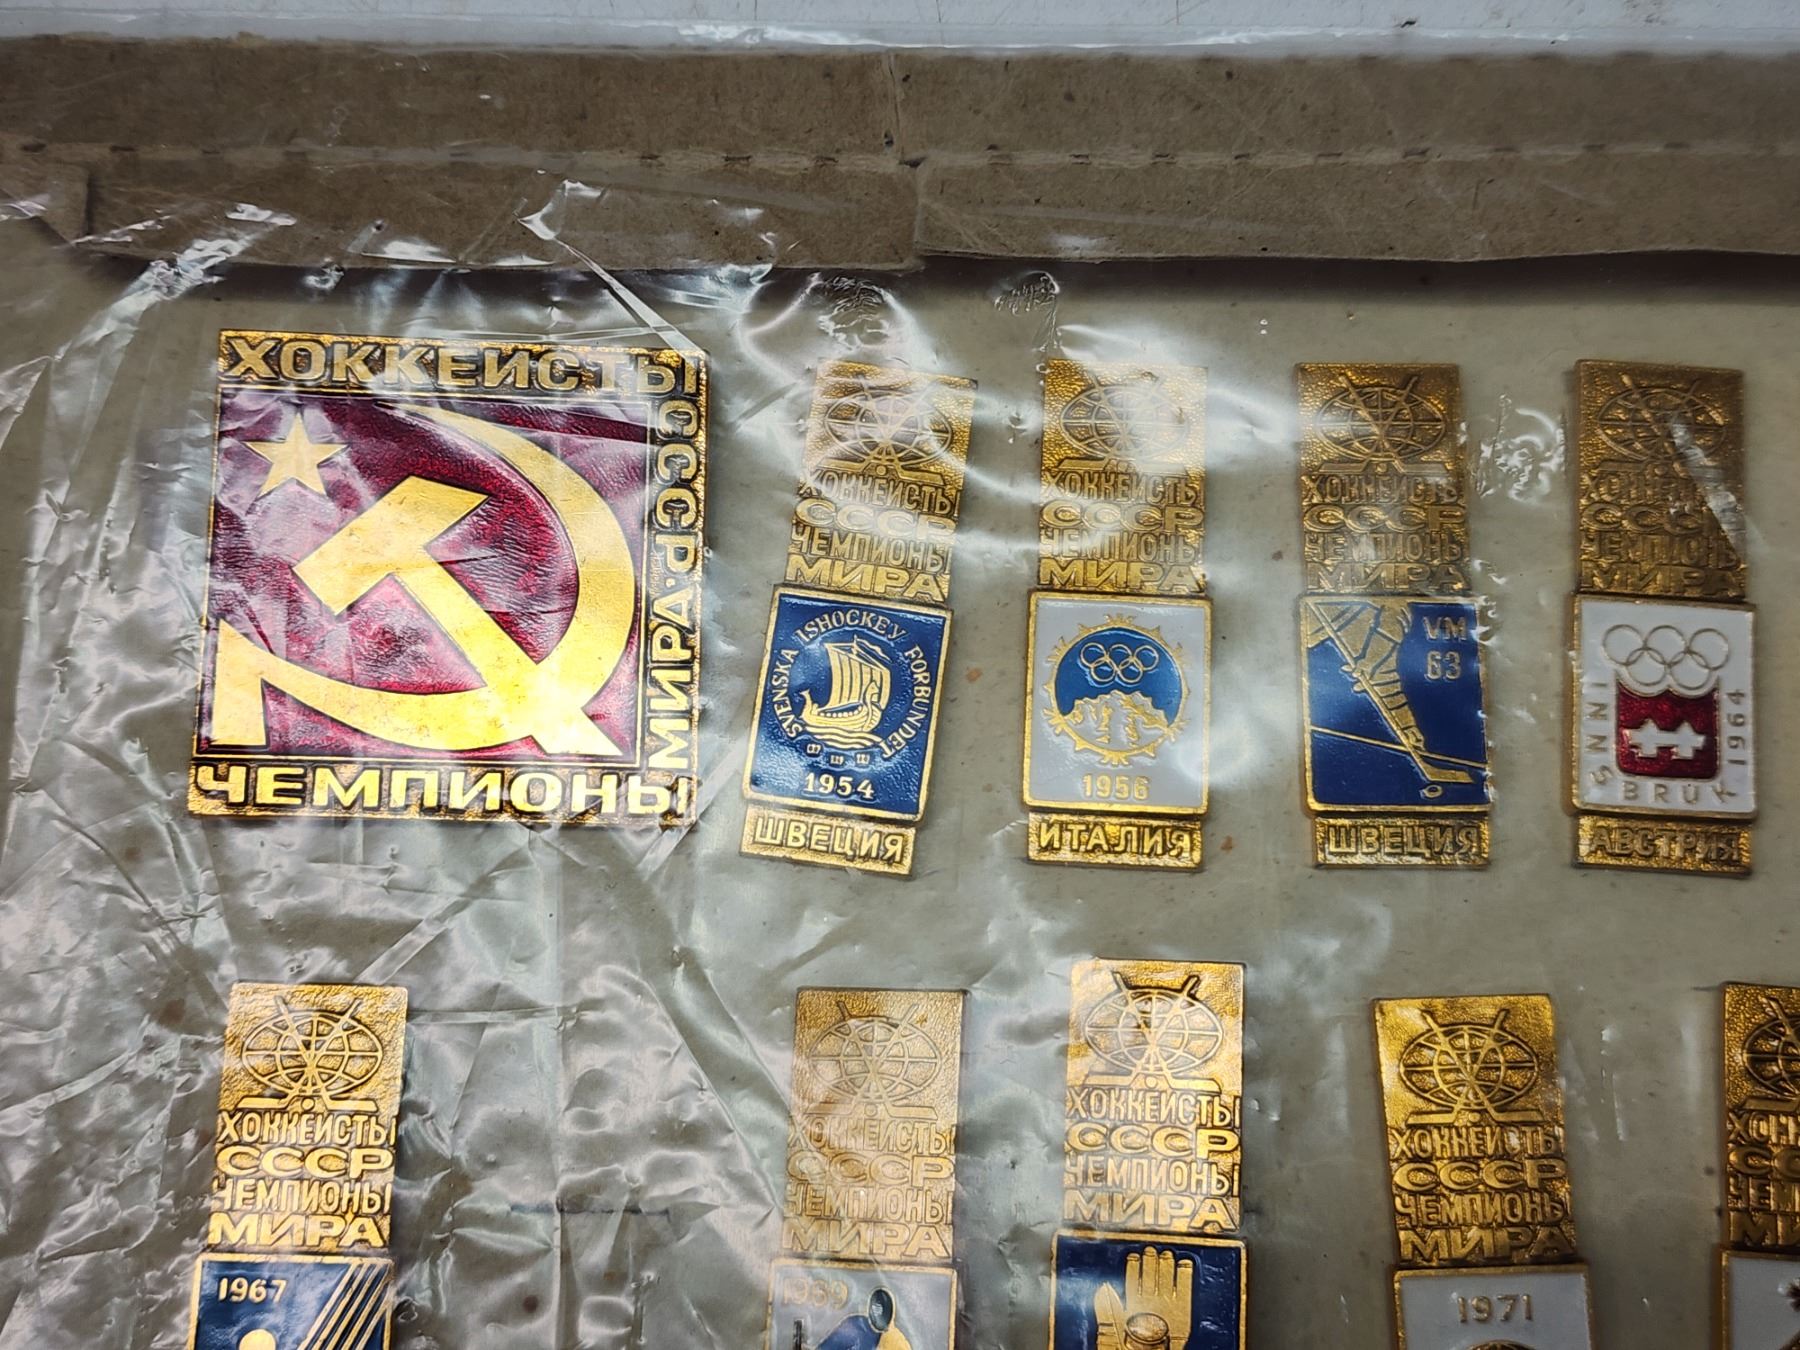 ХОККЕИСТЫ
СССР.
МИРА
ЧЕМПИОНЫ
ХОККЕИСТЫ
СССР
ЧЕМПИОНЫ
МИРА
SVENSKA ISHOCKEY FORBUNDET
1954
ШВЕЦИЯ
ХОККЕИСТЫ
СССР
ЧЕМПИОНЫ
МИРА
1956
ИТАЛИЯ
ХОККЕИСТЫ
СССР
ЧЕМПИОНЫ
МИРА
VM
63
ШВЕЦИЯ
ХОККЕИСТЫ
СССР
ЧЕМПИОНЫ
МИРА
INNSBRUK 1964
АВСТРИЯ
ХОККЕИСТЫ
СССР
ЧЕМПИОНЫ
МИРА
1967
ХОККЕИСТЫ
СССР
ЧЕМПИОНЫ
МИРА
1969
ХОККЕИСТЫ
СССР
ЧЕМПИОНЫ
МИРА
ХОККЕИСТЫ
СССР
ЧЕМПИОНЫ
МИРА
1971